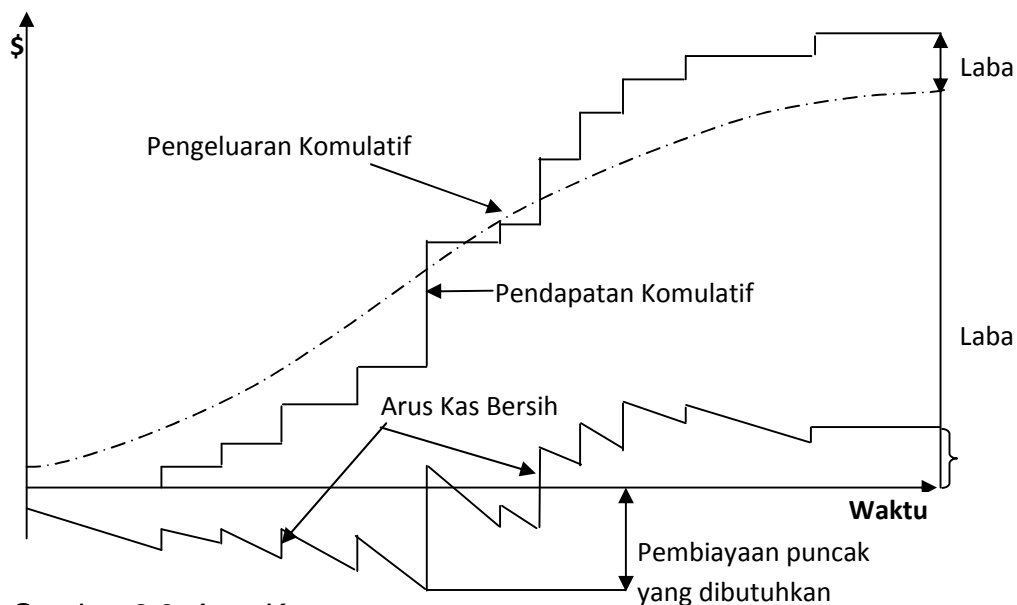 $
Laba
Pengeluaran Komulatif
Pendapatan Komulatif
Laba
Arus Kas Bersih
Waktu
Pembiayaan puncak
yang dibutuhkan